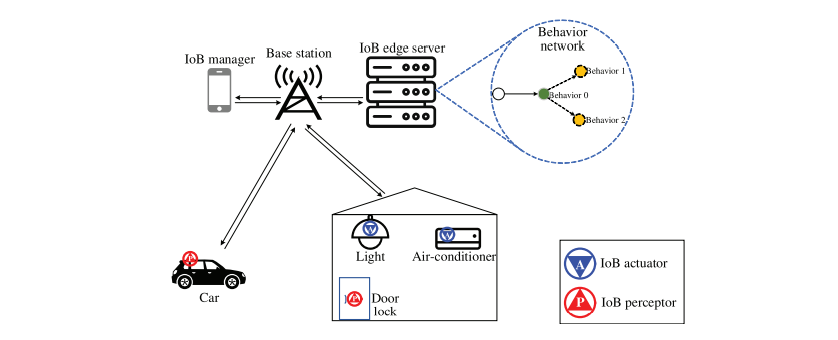 IoB manager
Base station
IoB edge server
Behavior
network
Behavior 1
Behavior 0
Behavior 2
Light
Air-conditioner
Door
lock
Car
A
IoB actuator
P
IoB perceptor